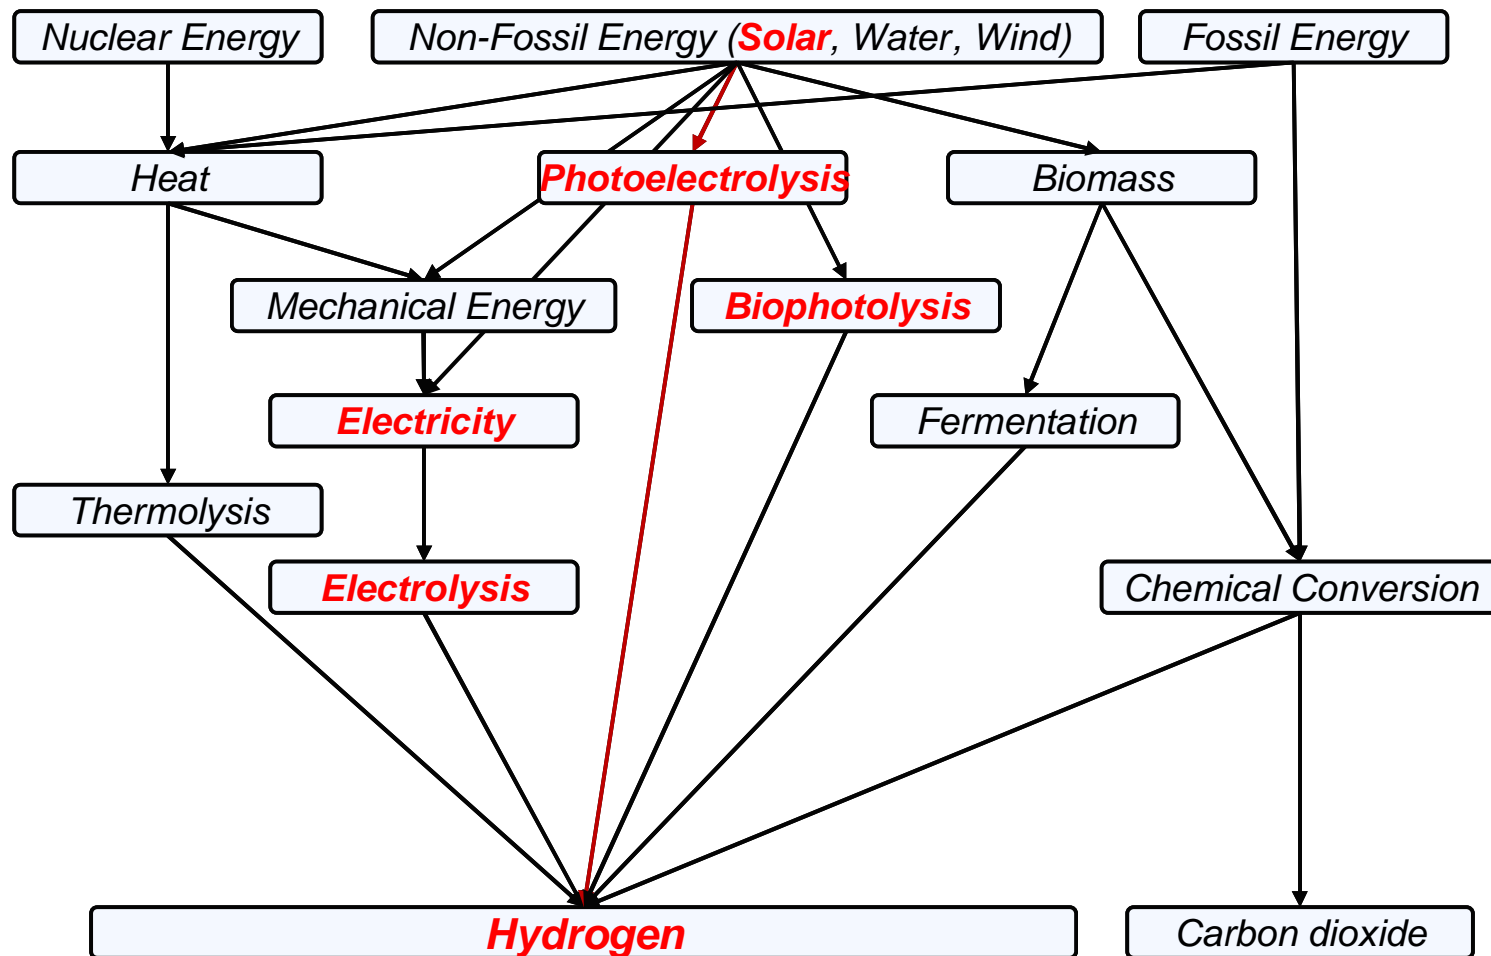 Nuclear Energy
Non-Fossil Energy (Solar, Water, Wind)
Fossil Energy
Heat
Photoelectrolysis
Biomass
Mechanical Energy
Biophotolysis
Electricity
Fermentation
Thermolysis
Electrolysis
Chemical Conversion
Hydrogen
Carbon dioxide